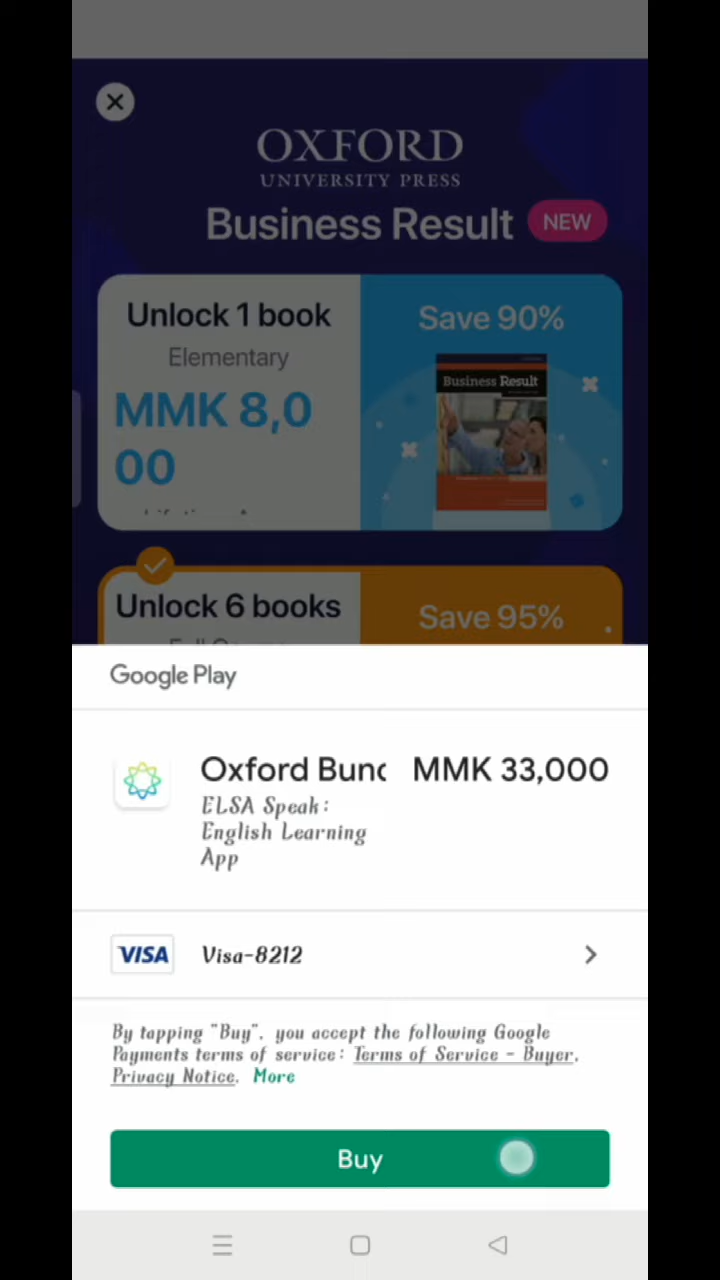 OXFORD
UNIVERSITY PRESS
Business Result NEW
Unlock 1 book
Elementary
MMK 8,0
00
Save 90%
Business Result
Unlock 6 books
Save 95%
Google Play
Oxford Bund MMK 33,000
ELSA Speak:
English Learning
App
VISA Visa-8212
By tapping "Buy", you accept the following Google
Payments terms of service: Terms of Service - Buyer,
Privacy Notice. More
Buy